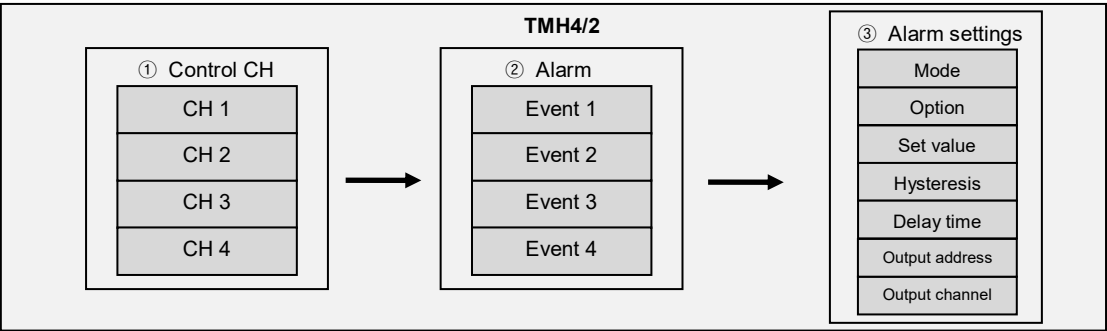 TMH4/2
① Control CH
CH 1
CH 2
CH 3
CH 4
② Alarm
Event 1
Event 2
Event 3
Event 4
③ Alarm settings
Mode
Option
Set value
Hysteresis
Delay time
Output address
Output channel